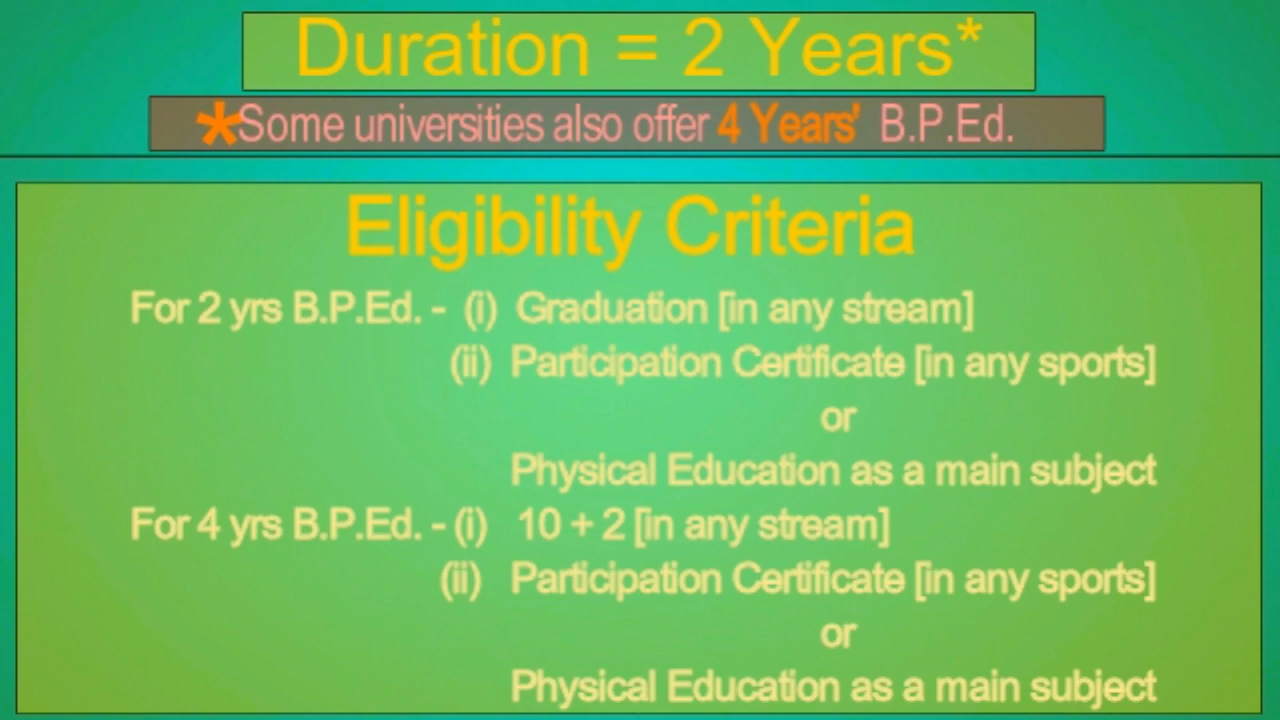 Duration = 2 Years*
*Some universities also offer 4 Years' B.P.Ed.
Eligibility Criteria
For 2 yrs B.P.Ed. - (i) Graduation [in any stream]
(ii) Participation Certificate [in any sports]
or
Physical Education as a main subject
For 4 yrs B.P.Ed. - (i) 10 + 2 [in any stream]
(ii) Participation Certificate [in any sports]
or
Physical Education as a main subject